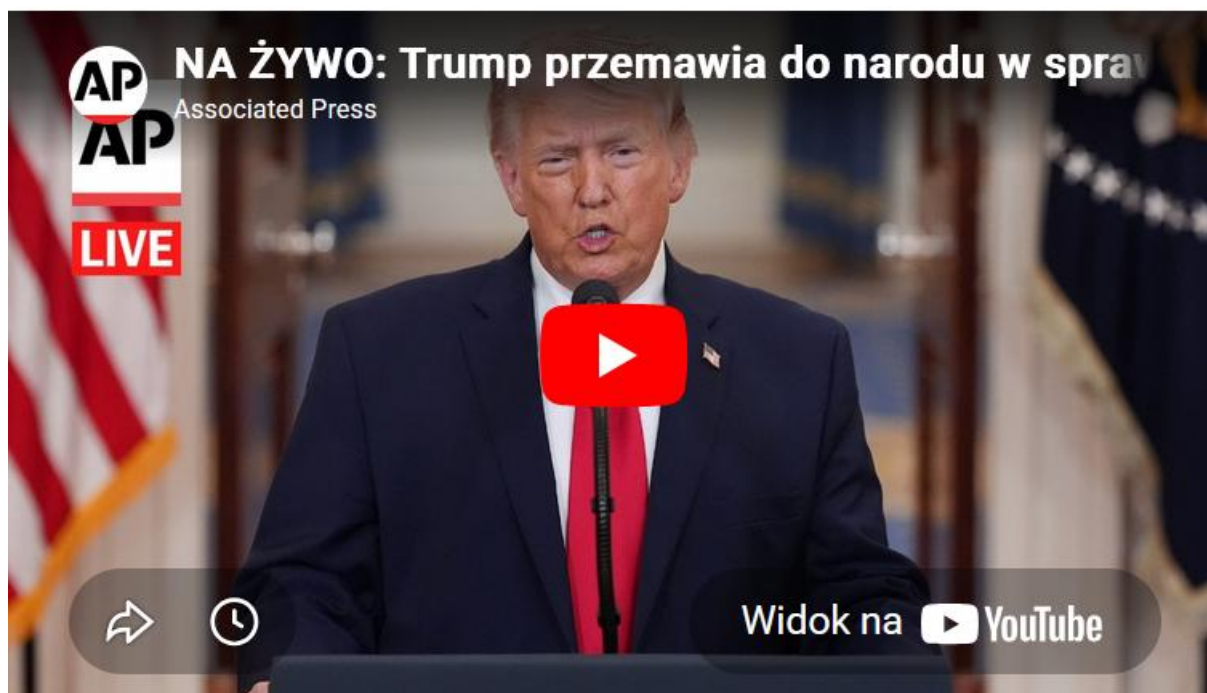 NA ŻYWO: Trump przemawia do narodu w spraw
Associated Press
AP
AP
LIVE
Widok na YouTube